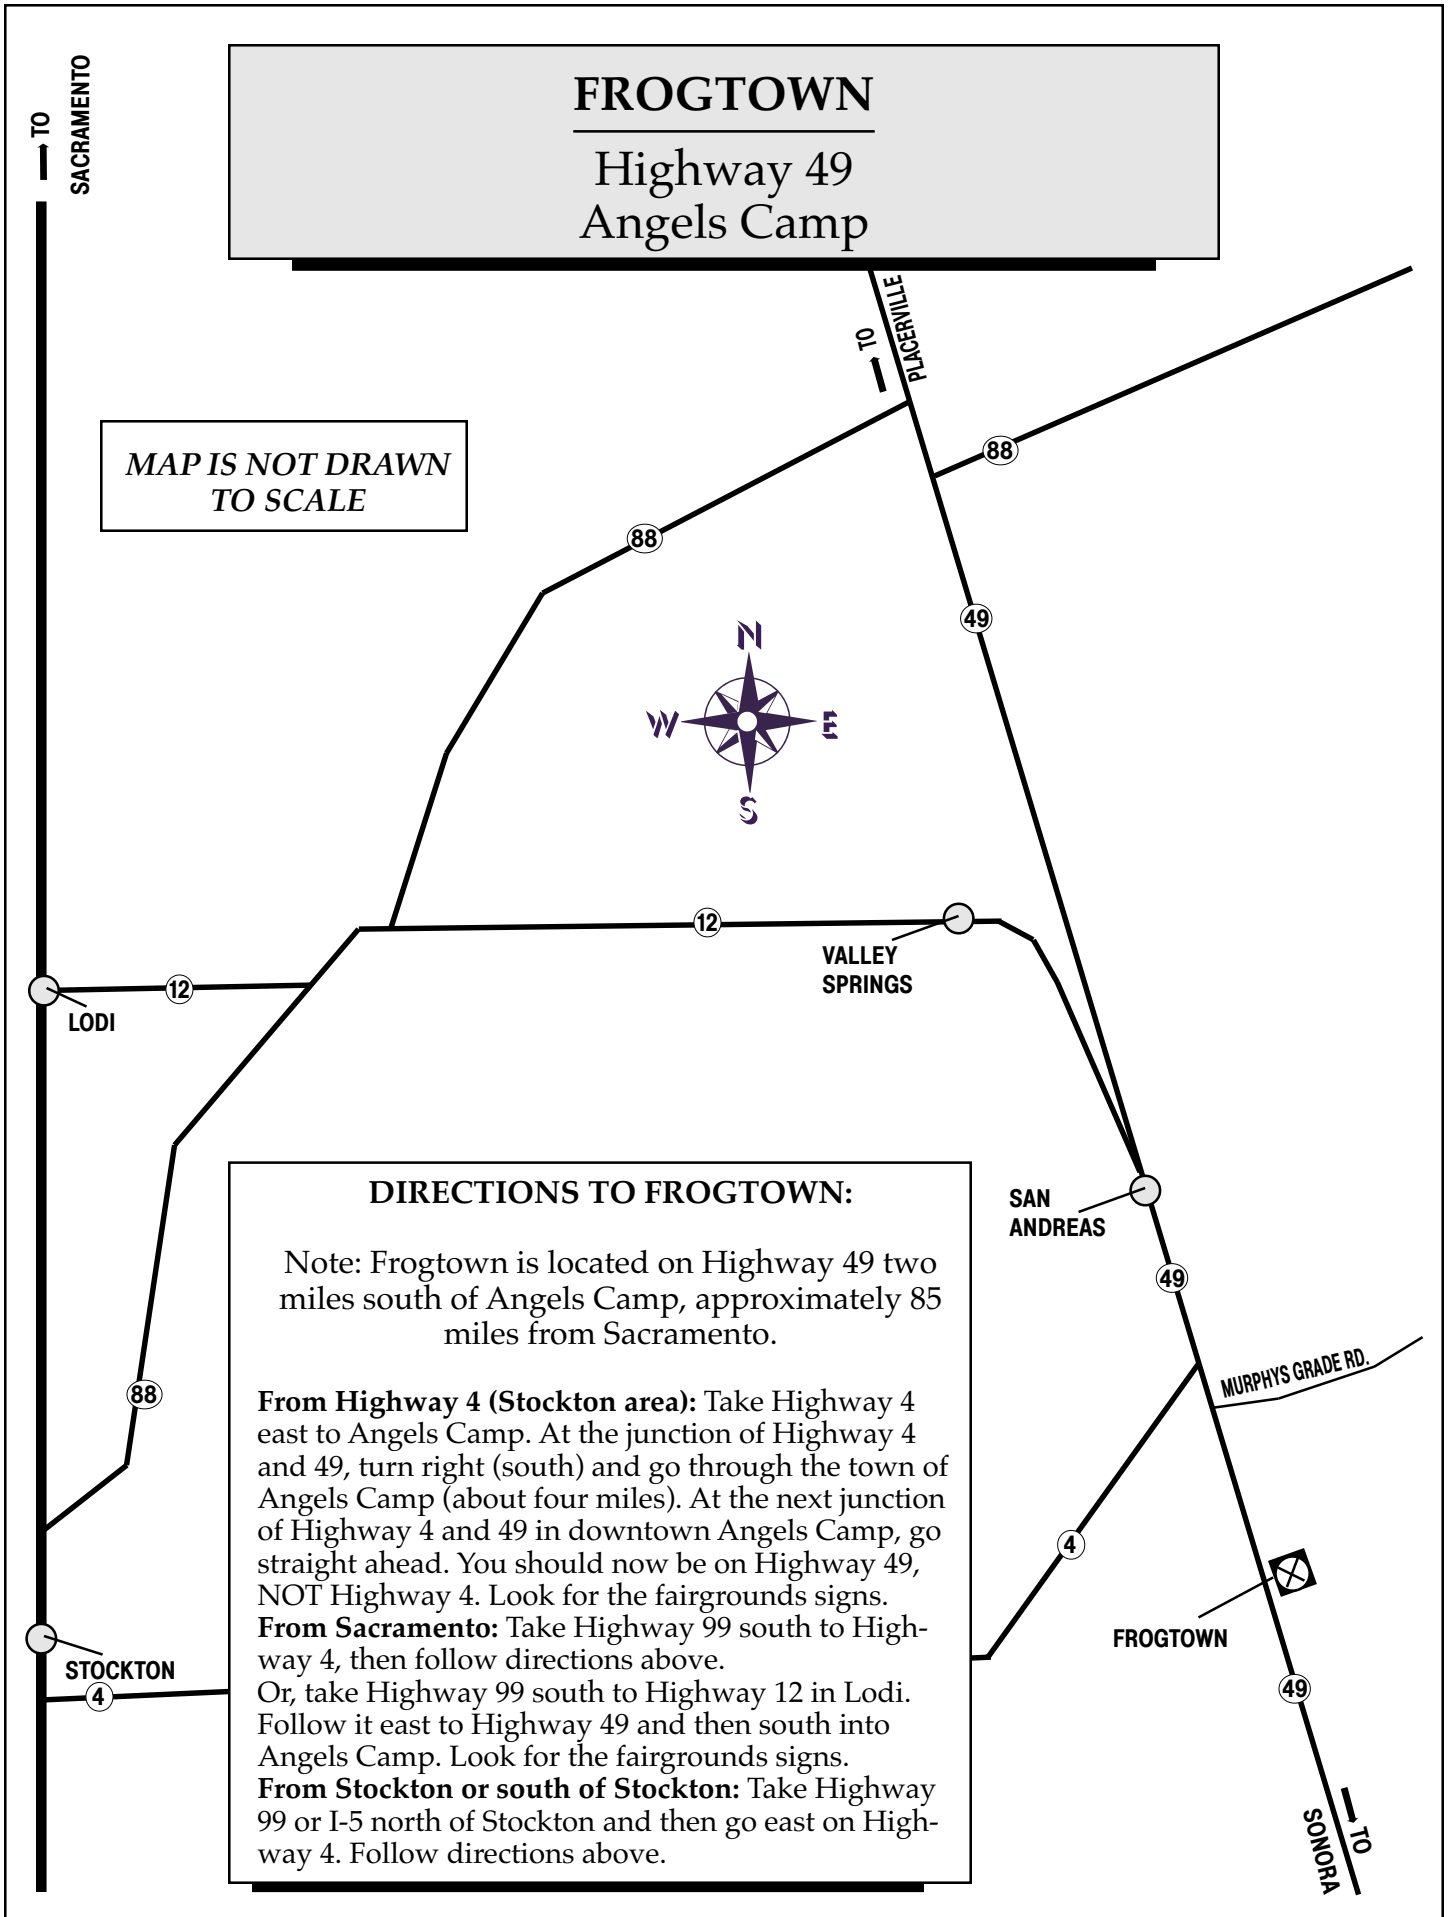 TO
SACRAMENTO
FROGTOWN
Highway 49
Angels Camp
TO
PLACERVILLE
MAP IS NOT DRAWN
TO SCALE
88
88
49
N
W
E
S
12
VALLEY
SPRINGS
12
LODI
SAN
ANDREAS
49
MURPHYS GRADE RD.
88
4
FROGTOWN
STOCKTON
4
49
TO
SONORA
DIRECTIONS TO FROGTOWN:
Note: Frogtown is located on Highway 49 two
miles south of Angels Camp, approximately 85
miles from Sacramento.
From Highway 4 (Stockton area): Take Highway 4
east to Angels Camp. At the junction of Highway 4
and 49, turn right (south) and go through the town of
Angels Camp (about four miles). At the next junction
of Highway 4 and 49 in downtown Angels Camp, go
straight ahead. You should now be on Highway 49,
NOT Highway 4. Look for the fairgrounds signs.
From Sacramento: Take Highway 99 south to High-
way 4, then follow directions above.
Or, take Highway 99 south to Highway 12 in Lodi.
Follow it east to Highway 49 and then south into
Angels Camp. Look for the fairgrounds signs.
From Stockton or south of Stockton: Take Highway
99 or I-5 north of Stockton and then go east on High-
way 4. Follow directions above.